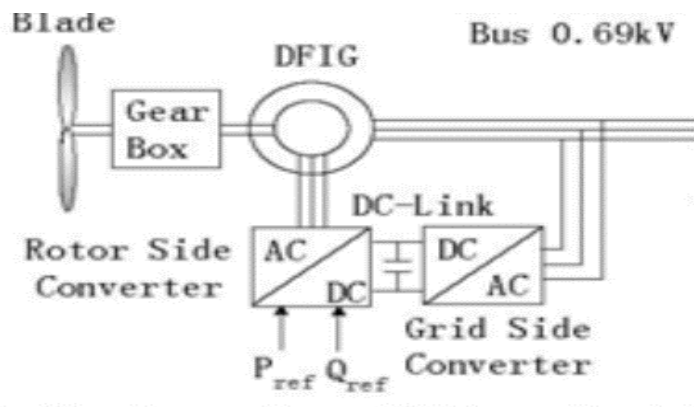 Blade
Bus 0.69kV
DFIG
Gear
Box
DC-Link
Rotor Side
Converter
AC
DC
DC
AC
Grid Side
Converter
Pref Qref